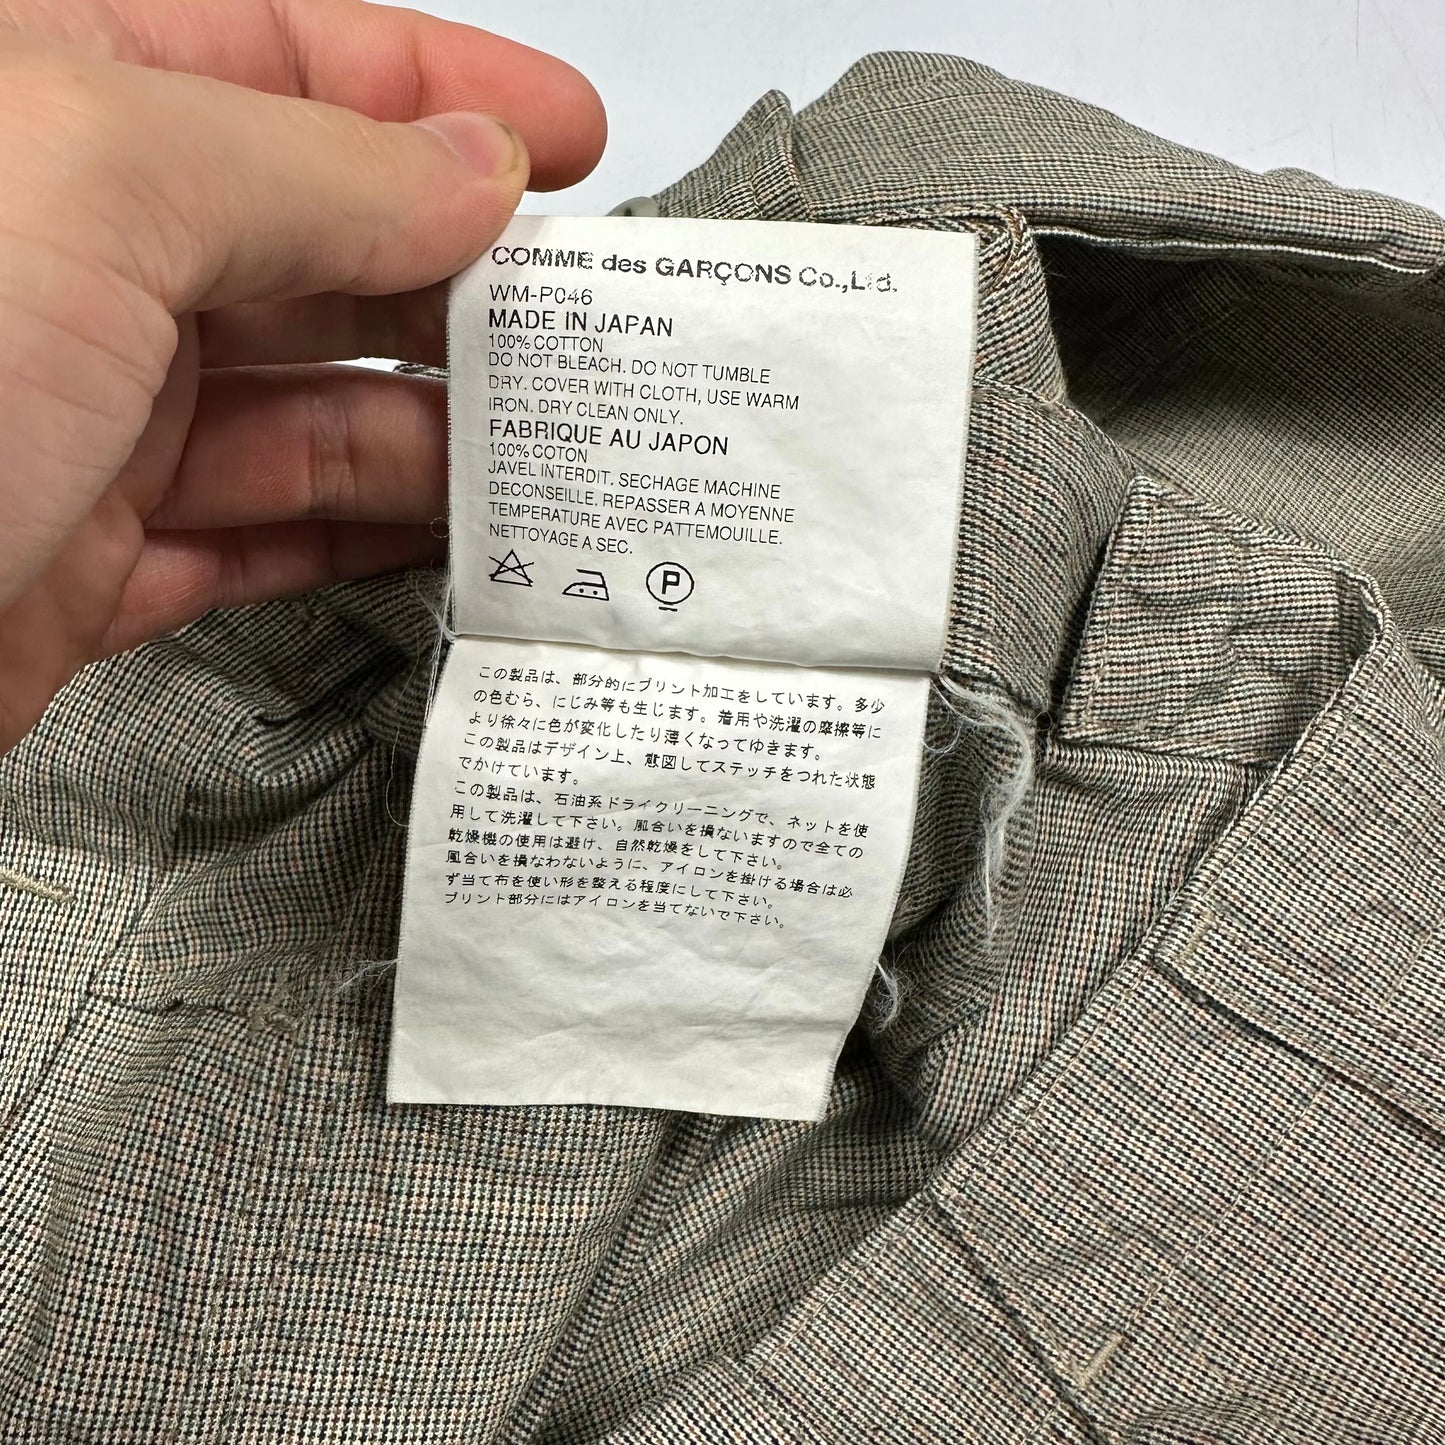 COMME des GARÇONS Co.,Ltd.
WM-P046
MADE IN JAPAN
100% COTTON
DO NOT BLEACH. DO NOT TUMBLE
DRY. COVER WITH CLOTH, USE WARM
IRON. DRY CLEAN ONLY.
FABRIQUE AU JAPON
100% COTON
JAVEL INTERDIT. SECHAGE MACHINE
DECONSEILLE. REPASSER A MOYENNE
TEMPERATURE AVEC PATTEMOUILLE.
NETTOYAGE A SEC.
P
この製品は、部分的にプリント加工をしています。多少
の色むら、にじみ等も生じます。着用や洗濯の摩擦等に
より徐々に色が変化したり薄くなってゆきます。
この製品はデザイン上、意図してステッチをつれた状態
でかけています。
この製品は、石油系ドライクリーニングで、ネットを使
用して洗濯して下さい。風合いを損ないますので全ての
乾燥機の使用は避け、自然乾燥をして下さい。
風合いを損なわないように、アイロンを掛ける場合は必
ず当て布を使い形を整える程度にして下さい。
プリント部分にはアイロンを当てないで下さい。